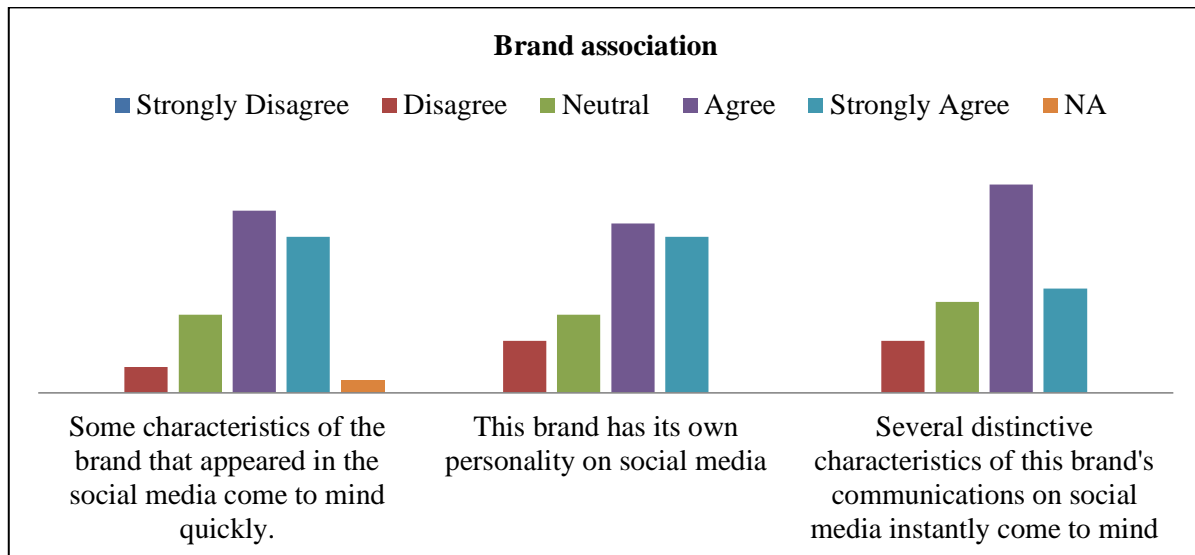 Brand association
Strongly Disagree Disagree Neutral Agree Strongly Agree NA
Some characteristics of the
brand that appeared in the
social media come to mind
quickly.
This brand has its own
personality on social media
Several distinctive
characteristics of this brand's
communications on social
media instantly come to mind